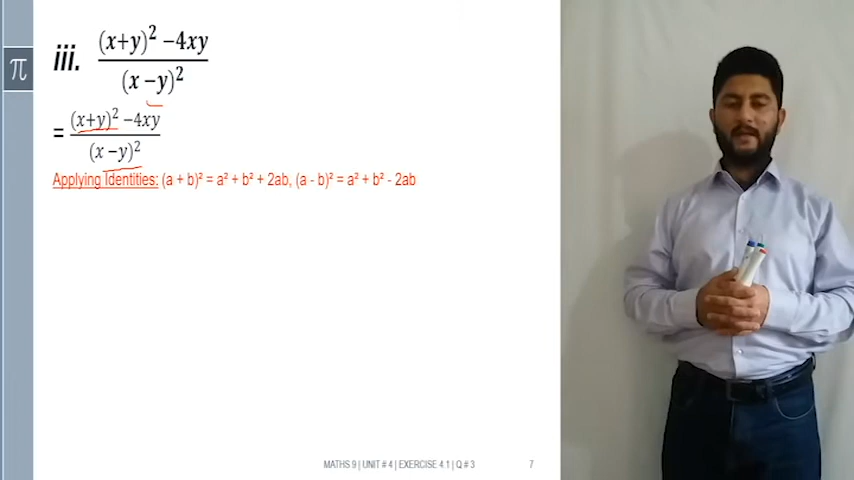 π
iii. (x+y)² −4xy
(x −y)²
= (x+y)² −4xy
(x −y)²
Applying Identities: (a + b)² = a² + b² + 2ab, (a - b)² = a² + b² - 2ab
MATHS 9 | UNIT # 4 | EXERCISE 4.1 | Q # 3
7